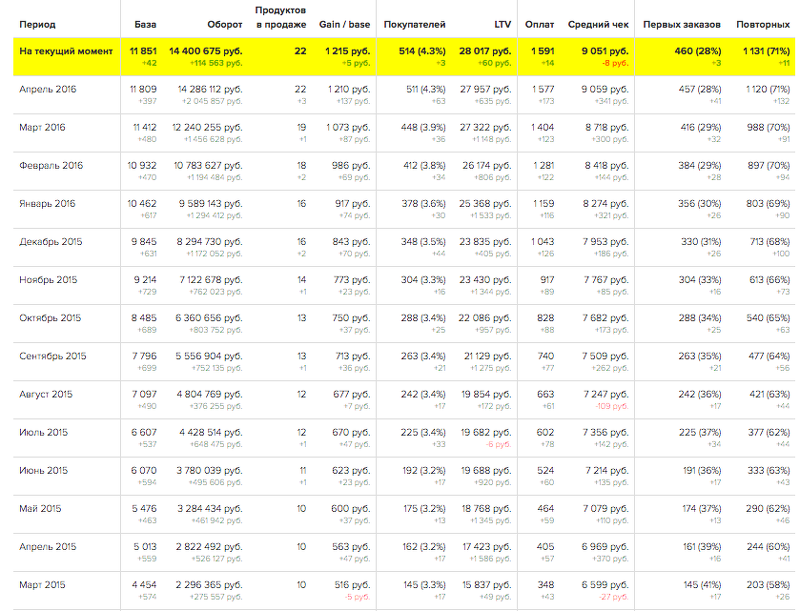 Период База Оборот Продуктов в продаже Gain / base Покупателей LTV Оплат Средний чек Первых заказов Повторных
На текущий момент 11 851 14 400 675 руб. 22 1 215 руб. 514 (4.3%) 28 017 руб. 1 591 9 051 руб. 460 (28%) 1 131 (71%)
+42 +114 563 руб. +5 руб. +3 +60 руб. +14 -8 руб. +3 +11
Апрель 2016 11 809 14 286 112 руб. 22 1 210 руб. 511 (4.3%) 27 957 руб. 1 577 9 059 руб. 457 (28%) 1 120 (71%)
+397 +2 045 857 руб. +3 +137 руб. +63 +635 руб. +173 +341 руб. +41 +132
Март 2016 11 412 12 240 255 руб. 19 1 073 руб. 448 (3.9%) 27 322 руб. 1 404 8 718 руб. 416 (29%) 988 (70%)
+480 +1 456 628 руб. +1 +87 руб. +36 +1 148 руб. +123 +300 руб. +32 +91
Февраль 2016 10 932 10 783 627 руб. 18 986 руб. 412 (3.8%) 26 174 руб. 1 281 8 418 руб. 384 (29%) 897 (70%)
+470 +1 194 484 руб. +2 +69 руб. +34 +806 руб. +122 +144 руб. +28 +94
Январь 2016 10 462 9 589 143 руб. 16 917 руб. 378 (3.6%) 25 368 руб. 1 159 8 274 руб. 356 (30%) 803 (69%)
+617 +1 294 412 руб. +74 руб. +30 +1 533 руб. +116 +321 руб. +26 +90
Декабрь 2015 9 845 8 294 730 руб. 16 843 руб. 348 (3.5%) 23 835 руб. 1 043 7 953 руб. 330 (31%) 713 (68%)
+631 +1 172 052 руб. +2 +70 руб. +44 +405 руб. +126 +186 руб. +26 +100
Ноябрь 2015 9 214 7 122 678 руб. 14 773 руб. 304 (3.3%) 23 430 руб. 917 7 767 руб. 304 (33%) 613 (66%)
+729 +762 023 руб. +1 +23 руб. +16 +1 344 руб. +89 +85 руб. +16 +73
Октябрь 2015 8 485 6 360 656 руб. 13 750 руб. 288 (3.4%) 22 086 руб. 828 7 682 руб. 288 (34%) 540 (65%)
+689 +803 752 руб. +37 руб. +25 +957 руб. +88 +173 руб. +25 +63
Сентябрь 2015 7 796 5 556 904 руб. 13 713 руб. 263 (3.4%) 21 129 руб. 740 7 509 руб. 263 (35%) 477 (64%)
+699 +752 135 руб. +1 +36 руб. +21 +1 275 руб. +77 +262 руб. +21 +56
Август 2015 7 097 4 804 769 руб. 12 677 руб. 242 (3.4%) 19 854 руб. 663 7 247 руб. 242 (36%) 421 (63%)
+490 +376 255 руб. +7 руб. +17 +172 руб. +61 -109 руб. +17 +44
Июль 2015 6 607 4 428 514 руб. 12 670 руб. 225 (3.4%) 19 682 руб. 602 7 356 руб. 225 (37%) 377 (62%)
+537 +648 475 руб. +1 +47 руб. +33 -6 руб. +78 +142 руб. +34 +44
Июнь 2015 6 070 3 780 039 руб. 11 623 руб. 192 (3.2%) 19 688 руб. 524 7 214 руб. 191 (36%) 333 (63%)
+594 +495 606 руб. +1 +23 руб. +17 +920 руб. +60 +135 руб. +17 +43
Май 2015 5 476 3 284 434 руб. 10 600 руб. 175 (3.2%) 18 768 руб. 464 7 079 руб. 174 (37%) 290 (62%)
+463 +461 942 руб. +37 руб. +13 +1 345 руб. +59 +110 руб. +13 +46
Апрель 2015 5 013 2 822 492 руб. 10 563 руб. 162 (3.2%) 17 423 руб. 405 6 969 руб. 161 (39%) 244 (60%)
+559 +526 127 руб. +47 руб. +17 +1 586 руб. +57 +370 руб. +16 +41
Март 2015 4 454 2 296 365 руб. 10 516 руб. 145 (3.3%) 15 837 руб. 348 6 599 руб. 145 (41%) 203 (58%)
+574 +275 557 руб. -5 руб. +17 +49 руб. +43 -27 руб. +17 +26